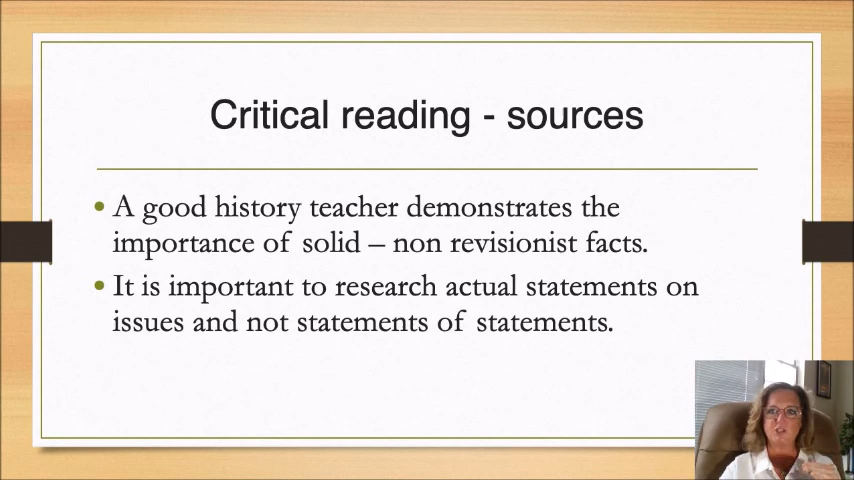 Critical reading - sources
• A good history teacher demonstrates the
importance of solid – non revisionist facts.
• It is important to research actual statements on
issues and not statements of statements.